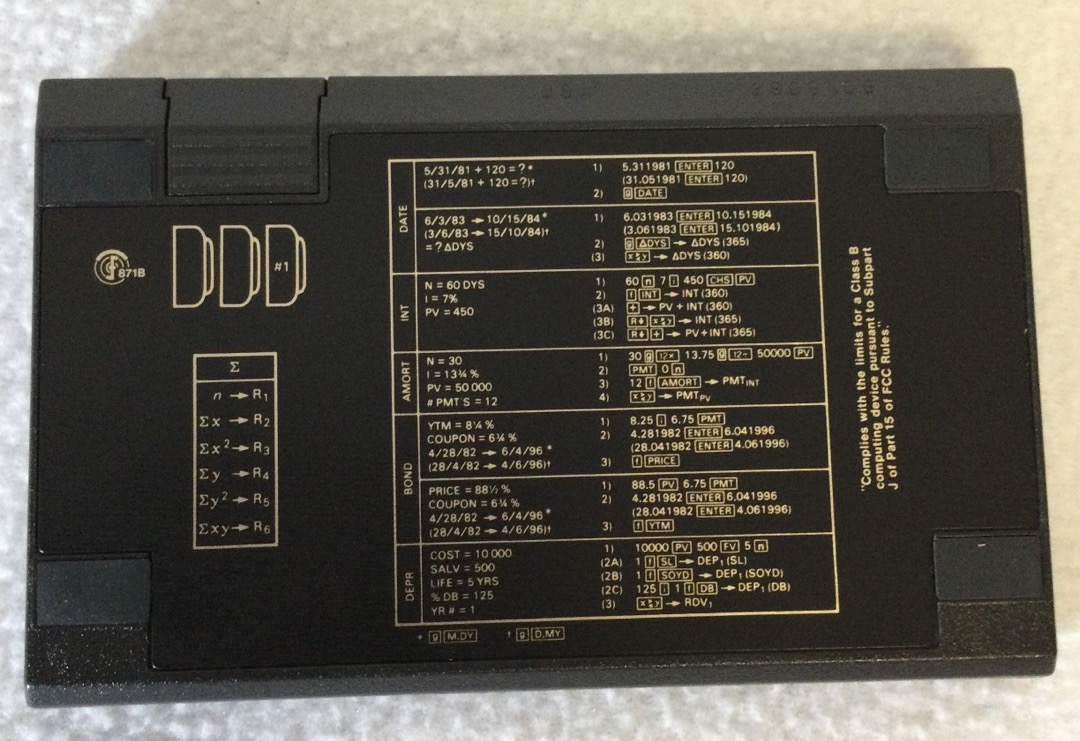 DATE
5/31/81 + 120 = ?*
(31/5/81 + 120 = ?)†
1) 5.311981 ENTER 120
(31.051981 ENTER 120)
2) g DATE
6/3/83 → 10/15/84*
(3/6/83 → 15/10/84)†
= ? ΔDYS
1) 6.031983 ENTER 10.151984
(3.061983 ENTER 15.101984)
2) g ΔDYS → ΔDYS (365)
(3) x≷y → ΔDYS (360)
INT
N = 60 DYS
I = 7%
PV = 450
1) 60 n 7 i 450 CHS PV
2) f INT → INT (360)
(3A) + → PV + INT (360)
(3B) R↓ x≷y → INT (365)
(3C) R↓ + → PV + INT (365)
AMORT
N = 30
I = 13¾ %
PV = 50 000
# PMT'S = 12
1) 30 g 12× 13.75 g 12÷ 50000 PV
2) PMT 0 n
3) 12 f AMORT → PMT INT
4) x≷y → PMT PV
BOND
YTM = 8¼ %
COUPON = 6¾ %
4/28/82 → 6/4/96 *
(28/4/82 → 4/6/96)†
1) 8.25 i 6.75 PMT
2) 4.281982 ENTER 6.041996
(28.041982 ENTER 4.061996)
3) f PRICE
PRICE = 88½ %
COUPON = 6¾ %
4/28/82 → 6/4/96 *
(28/4/82 → 4/6/96)†
1) 88.5 PV 6.75 PMT
2) 4.281982 ENTER 6.041996
(28.041982 ENTER 4.061996)
3) f YTM
DEPR
COST = 10 000
SALV = 500
LIFE = 5 YRS
% DB = 125
YR # = 1
1) 10000 PV 500 FV 5 n
(2A) 1 f SL → DEP₁ (SL)
(2B) 1 f SOYD → DEP₁ (SOYD)
(2C) 125 i 1 f DB → DEP₁ (DB)
(3) x≷y → RDV₁
* g M.DY † g D.MY
871B
#1
Σ
n → R₁
Σx → R₂
Σx² → R₃
Σy → R₄
Σy² → R₅
Σxy → R₆
"Complies with the limits for a Class B
computing device pursuant to Subpart
J of Part 15 of FCC Rules."